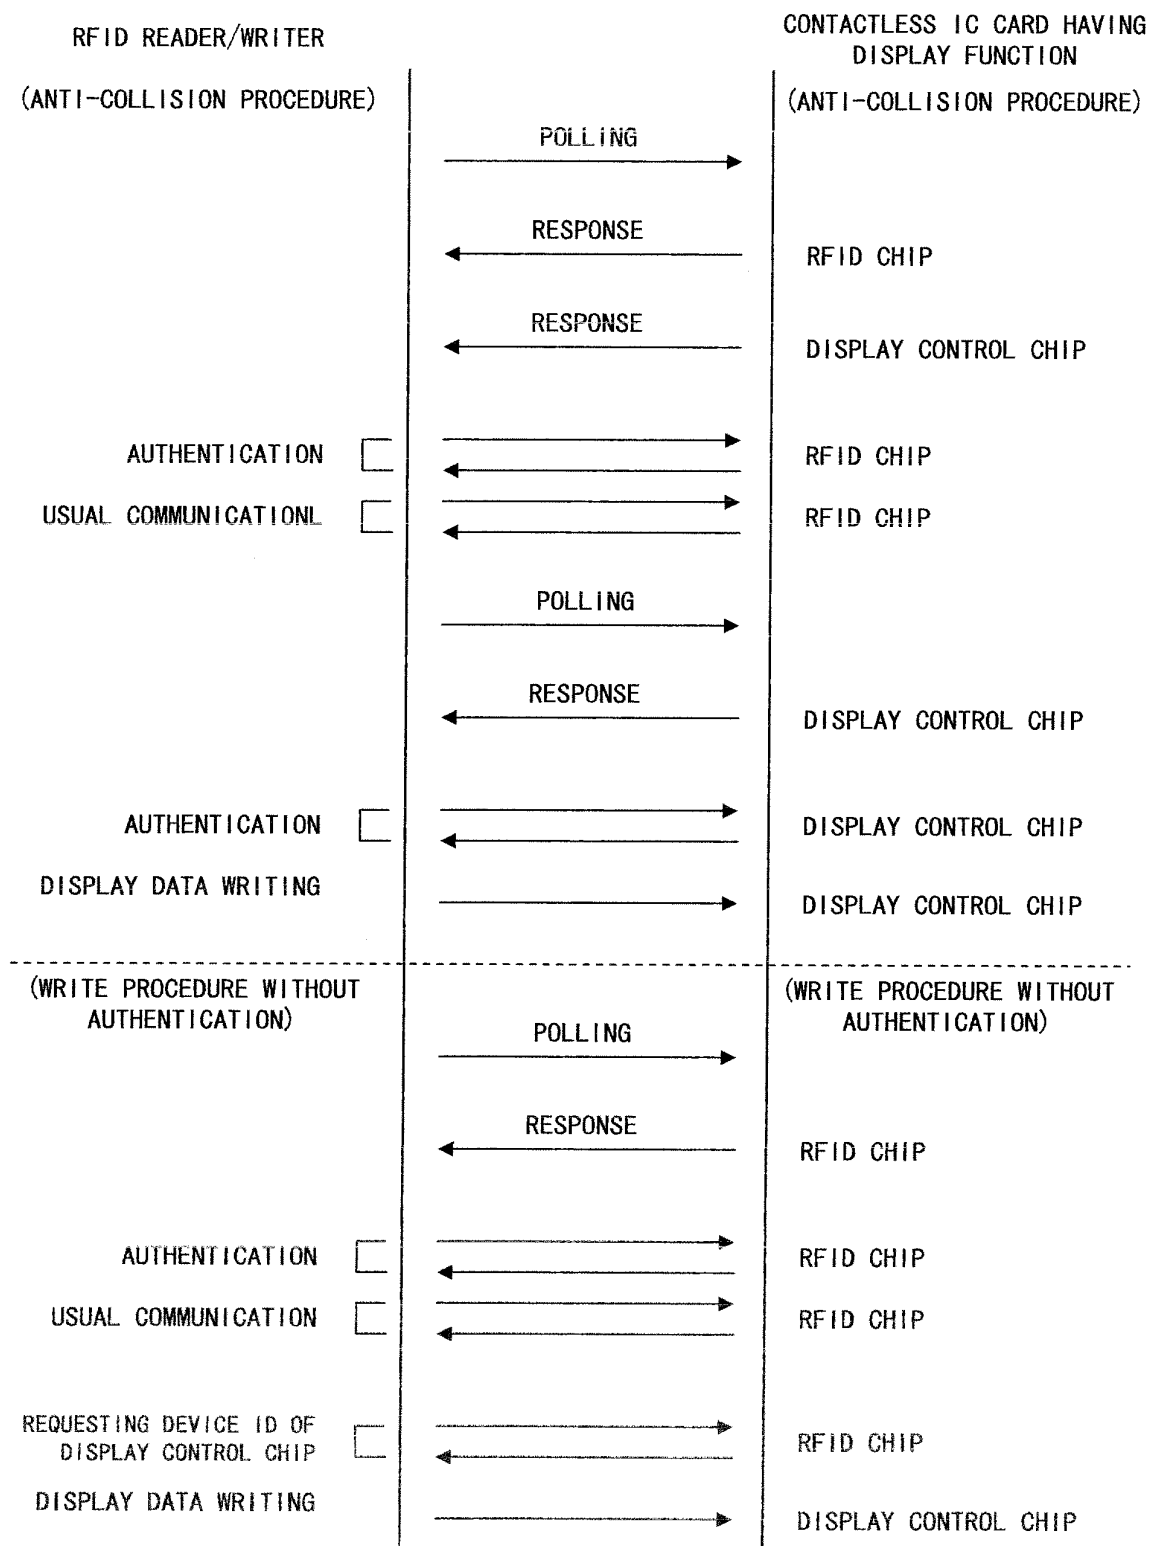 RFID READER/WRITER
CONTACTLESS IC CARD HAVING
DISPLAY FUNCTION
(ANTI-COLLISION PROCEDURE)
(ANTI-COLLISION PROCEDURE)
POLLING
RESPONSE
RFID CHIP
RESPONSE
DISPLAY CONTROL CHIP
AUTHENTICATION
RFID CHIP
USUAL COMMUNICATIONL
RFID CHIP
POLLING
RESPONSE
DISPLAY CONTROL CHIP
AUTHENTICATION
DISPLAY CONTROL CHIP
DISPLAY DATA WRITING
DISPLAY CONTROL CHIP
(WRITE PROCEDURE WITHOUT
AUTHENTICATION)
(WRITE PROCEDURE WITHOUT
AUTHENTICATION)
POLLING
RESPONSE
RFID CHIP
AUTHENTICATION
RFID CHIP
USUAL COMMUNICATION
RFID CHIP
REQUESTING DEVICE ID OF
DISPLAY CONTROL CHIP
RFID CHIP
DISPLAY DATA WRITING
DISPLAY CONTROL CHIP